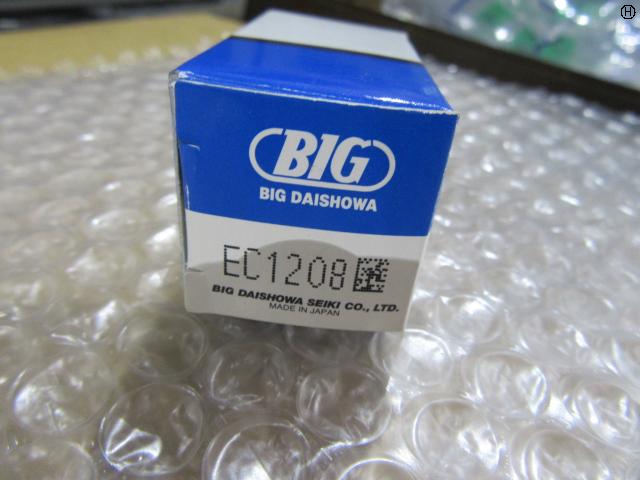 H
BIG
BIG DAISHOWA
EC1208
BIG DAISHOWA SEIKI CO., LTD.
MADE IN JAPAN